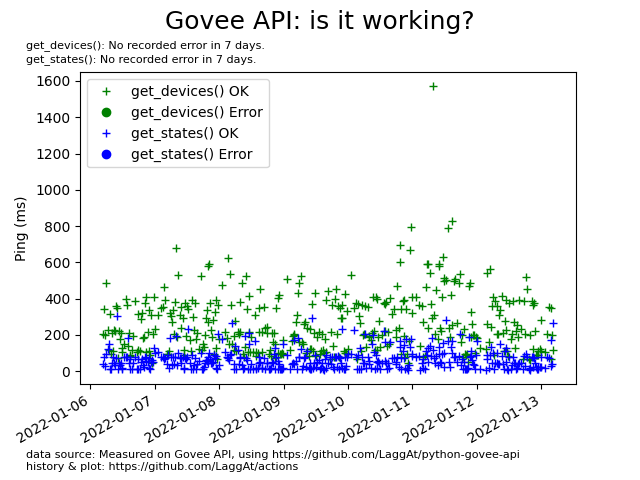 Govee API: is it working?
get_devices(): No recorded error in 7 days.
get_states(): No recorded error in 7 days.
1600
1400
1200
1000
800
600
400
200
0
Ping (ms)
get_devices() OK
get_devices() Error
get_states() OK
get_states() Error
2022-01-06
2022-01-07
2022-01-08
2022-01-09
2022-01-10
2022-01-11
2022-01-12
2022-01-13
data source: Measured on Govee API, using https://github.com/LaggAt/python-govee-api
history & plot: https://github.com/LaggAt/actions